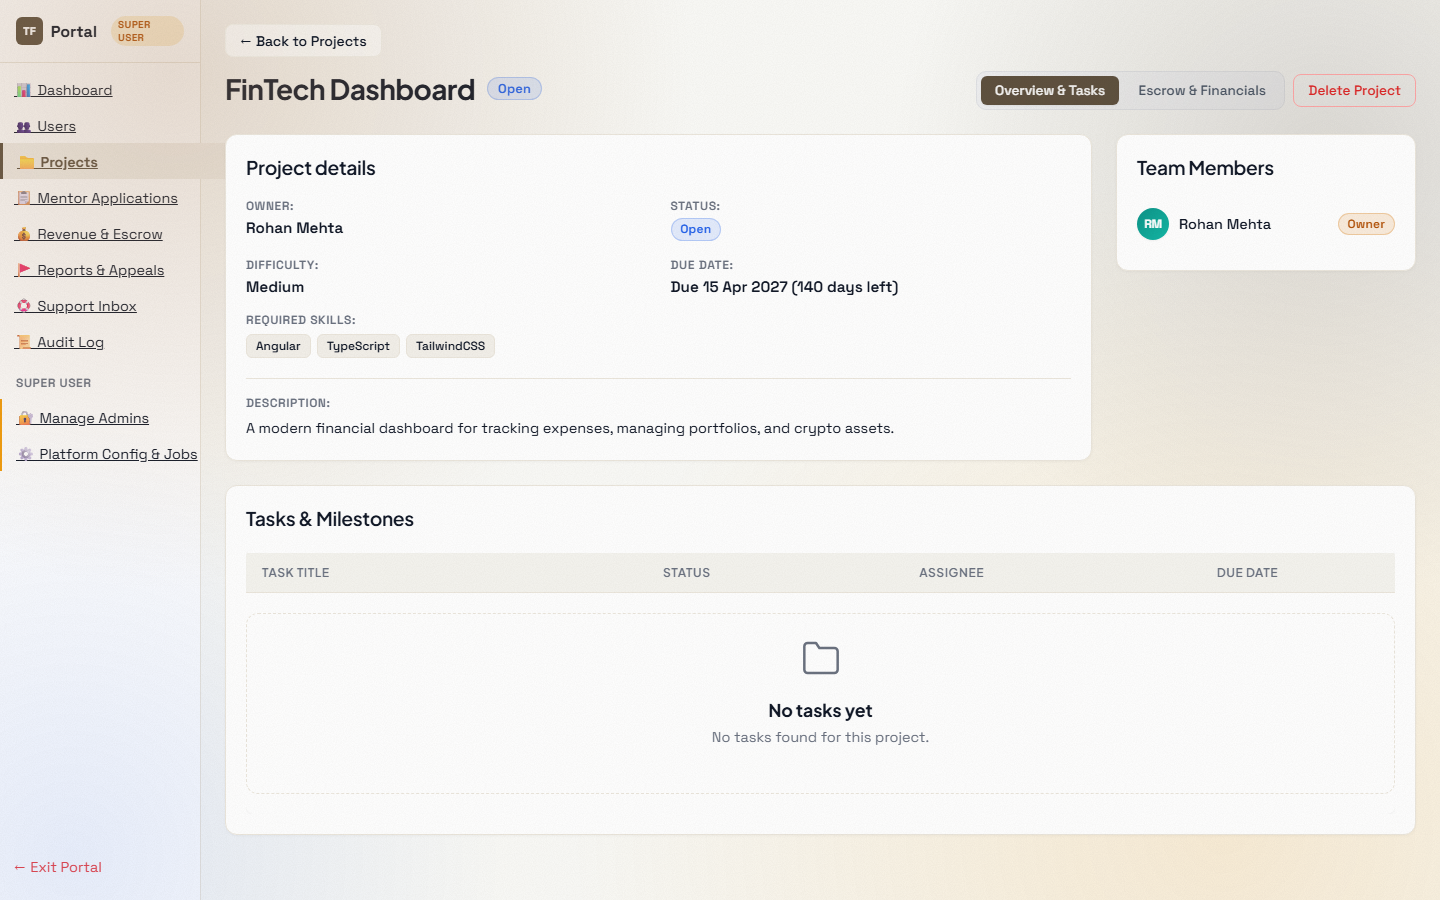 TF Portal SUPER USER
Dashboard
Users
Projects
Mentor Applications
Revenue & Escrow
Reports & Appeals
Support Inbox
Audit Log
SUPER USER
Manage Admins
Platform Config & Jobs
← Exit Portal
← Back to Projects
FinTech Dashboard Open
Overview & Tasks Escrow & Financials Delete Project
Project details
OWNER:
Rohan Mehta
STATUS:
Open
DIFFICULTY:
Medium
DUE DATE:
Due 15 Apr 2027 (140 days left)
REQUIRED SKILLS:
Angular TypeScript TailwindCSS
DESCRIPTION:
A modern financial dashboard for tracking expenses, managing portfolios, and crypto assets.
Team Members
RM Rohan Mehta Owner
Tasks & Milestones
TASK TITLE STATUS ASSIGNEE DUE DATE
No tasks yet
No tasks found for this project.